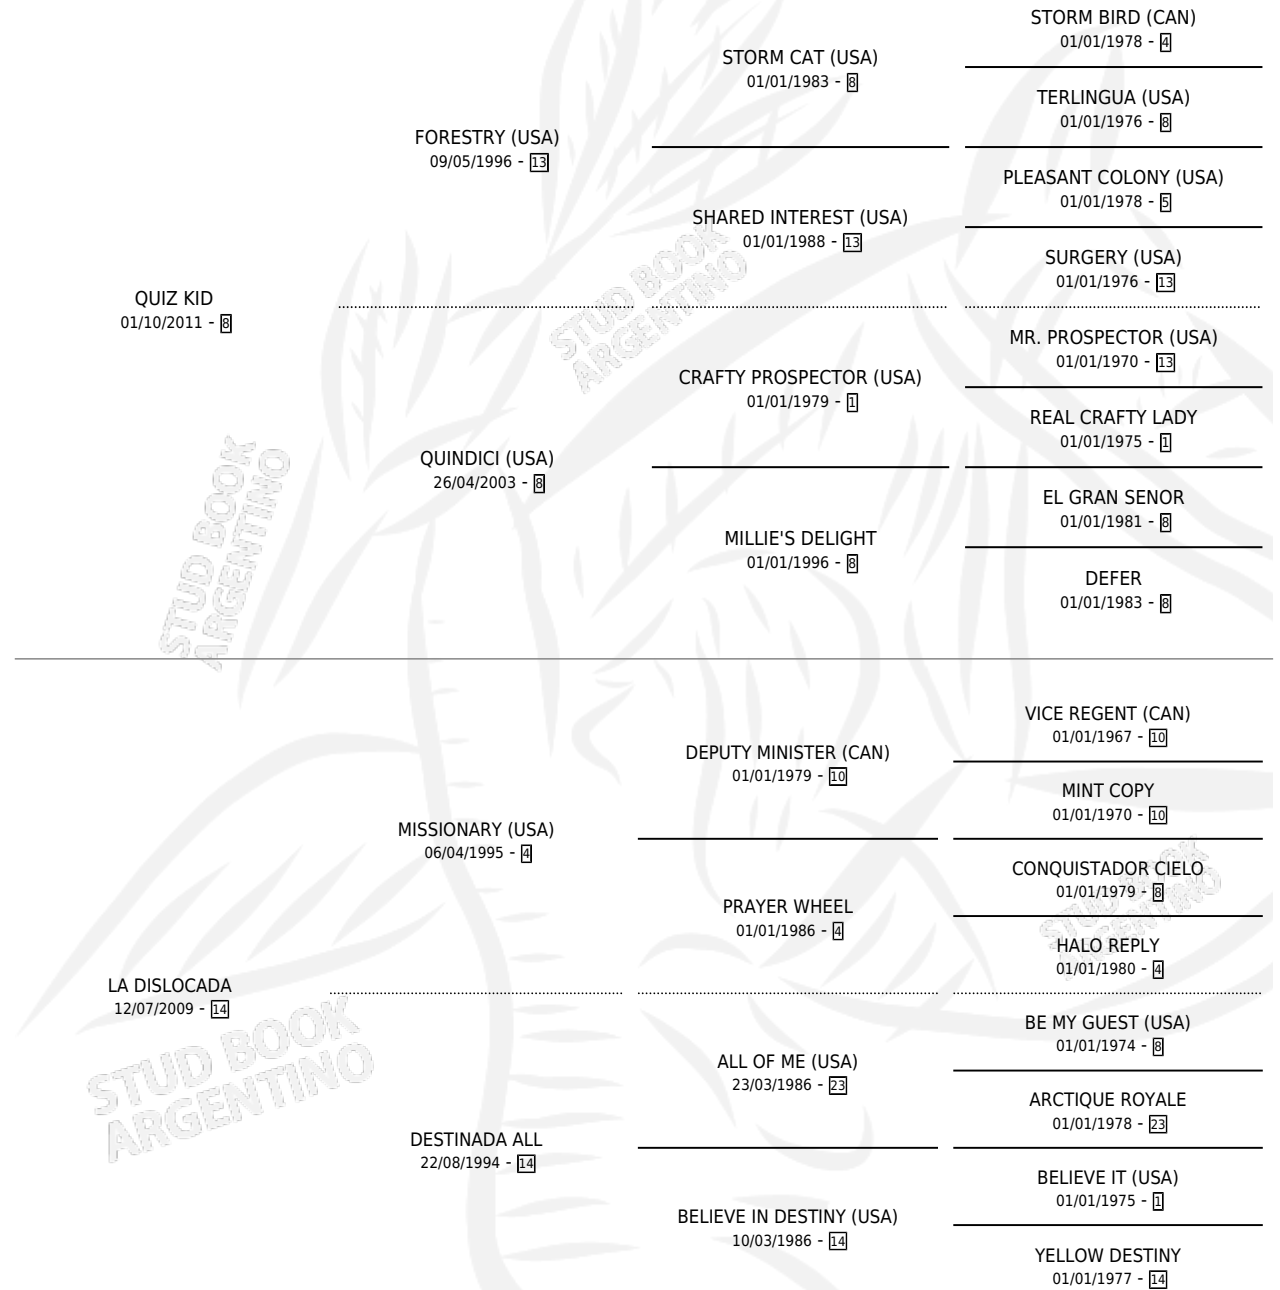 STORM BIRD (CAN)
01/01/1978 - 4
STORM CAT (USA)
01/01/1983 - 8
TERLINGUA (USA)
01/01/1976 - 8
FORESTRY (USA)
09/05/1996 - 13
PLEASANT COLONY (USA)
01/01/1978 - 5
SHARED INTEREST (USA)
01/01/1988 - 13
SURGERY (USA)
01/01/1976 - 13
QUIZ KID
01/10/2011 - 8
MR. PROSPECTOR (USA)
01/01/1970 - 13
CRAFTY PROSPECTOR (USA)
01/01/1979 - 1
REAL CRAFTY LADY
01/01/1975 - 1
QUINDICI (USA)
26/04/2003 - 8
EL GRAN SENOR
01/01/1981 - 8
MILLIE'S DELIGHT
01/01/1996 - 8
DEFER
01/01/1983 - 8
STUD BOOK
ARGENTINO
STUD BOOK
ARGENTINO
VICE REGENT (CAN)
01/01/1967 - 10
DEPUTY MINISTER (CAN)
01/01/1979 - 10
MINT COPY
01/01/1970 - 10
MISSIONARY (USA)
06/04/1995 - 4
CONQUISTADOR CIELO
01/01/1979 - 8
PRAYER WHEEL
01/01/1986 - 4
HALO REPLY
01/01/1980 - 4
STUD BOOK
ARGENTINO
LA DISLOCADA
12/07/2009 - 14
BE MY GUEST (USA)
01/01/1974 - 8
ALL OF ME (USA)
23/03/1986 - 23
ARCTIQUE ROYALE
01/01/1978 - 23
DESTINADA ALL
22/08/1994 - 14
BELIEVE IT (USA)
01/01/1975 - 1
BELIEVE IN DESTINY (USA)
10/03/1986 - 14
YELLOW DESTINY
01/01/1977 - 14
STUD BOOK
ARGENTINO